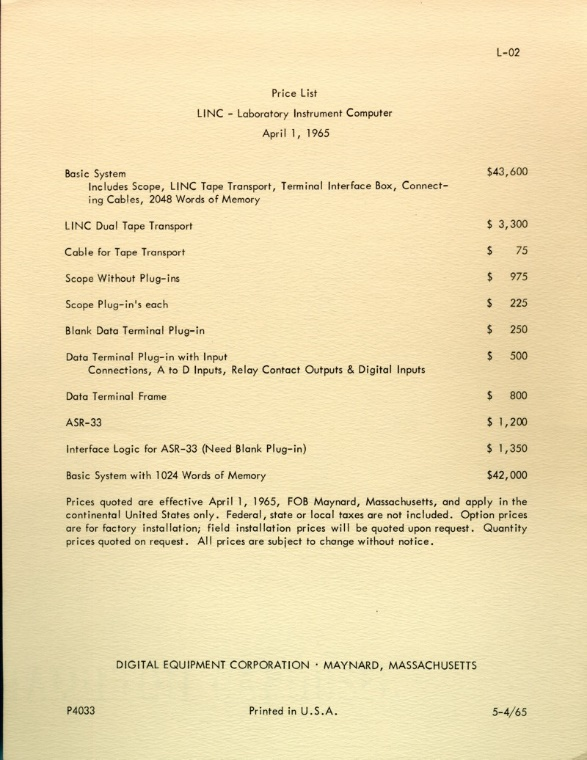 L-02
Price List
LINC - Laboratory Instrument Computer
April 1, 1965
Basic System $43,600
Includes Scope, LINC Tape Transport, Terminal Interface Box, Connect-
ing Cables, 2048 Words of Memory
LINC Dual Tape Transport $ 3,300
Cable for Tape Transport $ 75
Scope Without Plug-ins $ 975
Scope Plug-in's each $ 225
Blank Data Terminal Plug-in $ 250
Data Terminal Plug-in with Input $ 500
Connections, A to D Inputs, Relay Contact Outputs & Digital Inputs
Data Terminal Frame $ 800
ASR-33 $ 1,200
Interface Logic for ASR-33 (Need Blank Plug-in) $ 1,350
Basic System with 1024 Words of Memory $42,000
Prices quoted are effective April 1, 1965, FOB Maynard, Massachusetts, and apply in the
continental United States only. Federal, state or local taxes are not included. Option prices
are for factory installation; field installation prices will be quoted upon request. Quantity
prices quoted on request. All prices are subject to change without notice.
DIGITAL EQUIPMENT CORPORATION · MAYNARD, MASSACHUSETTS
P4033 Printed in U.S.A. 5-4/65